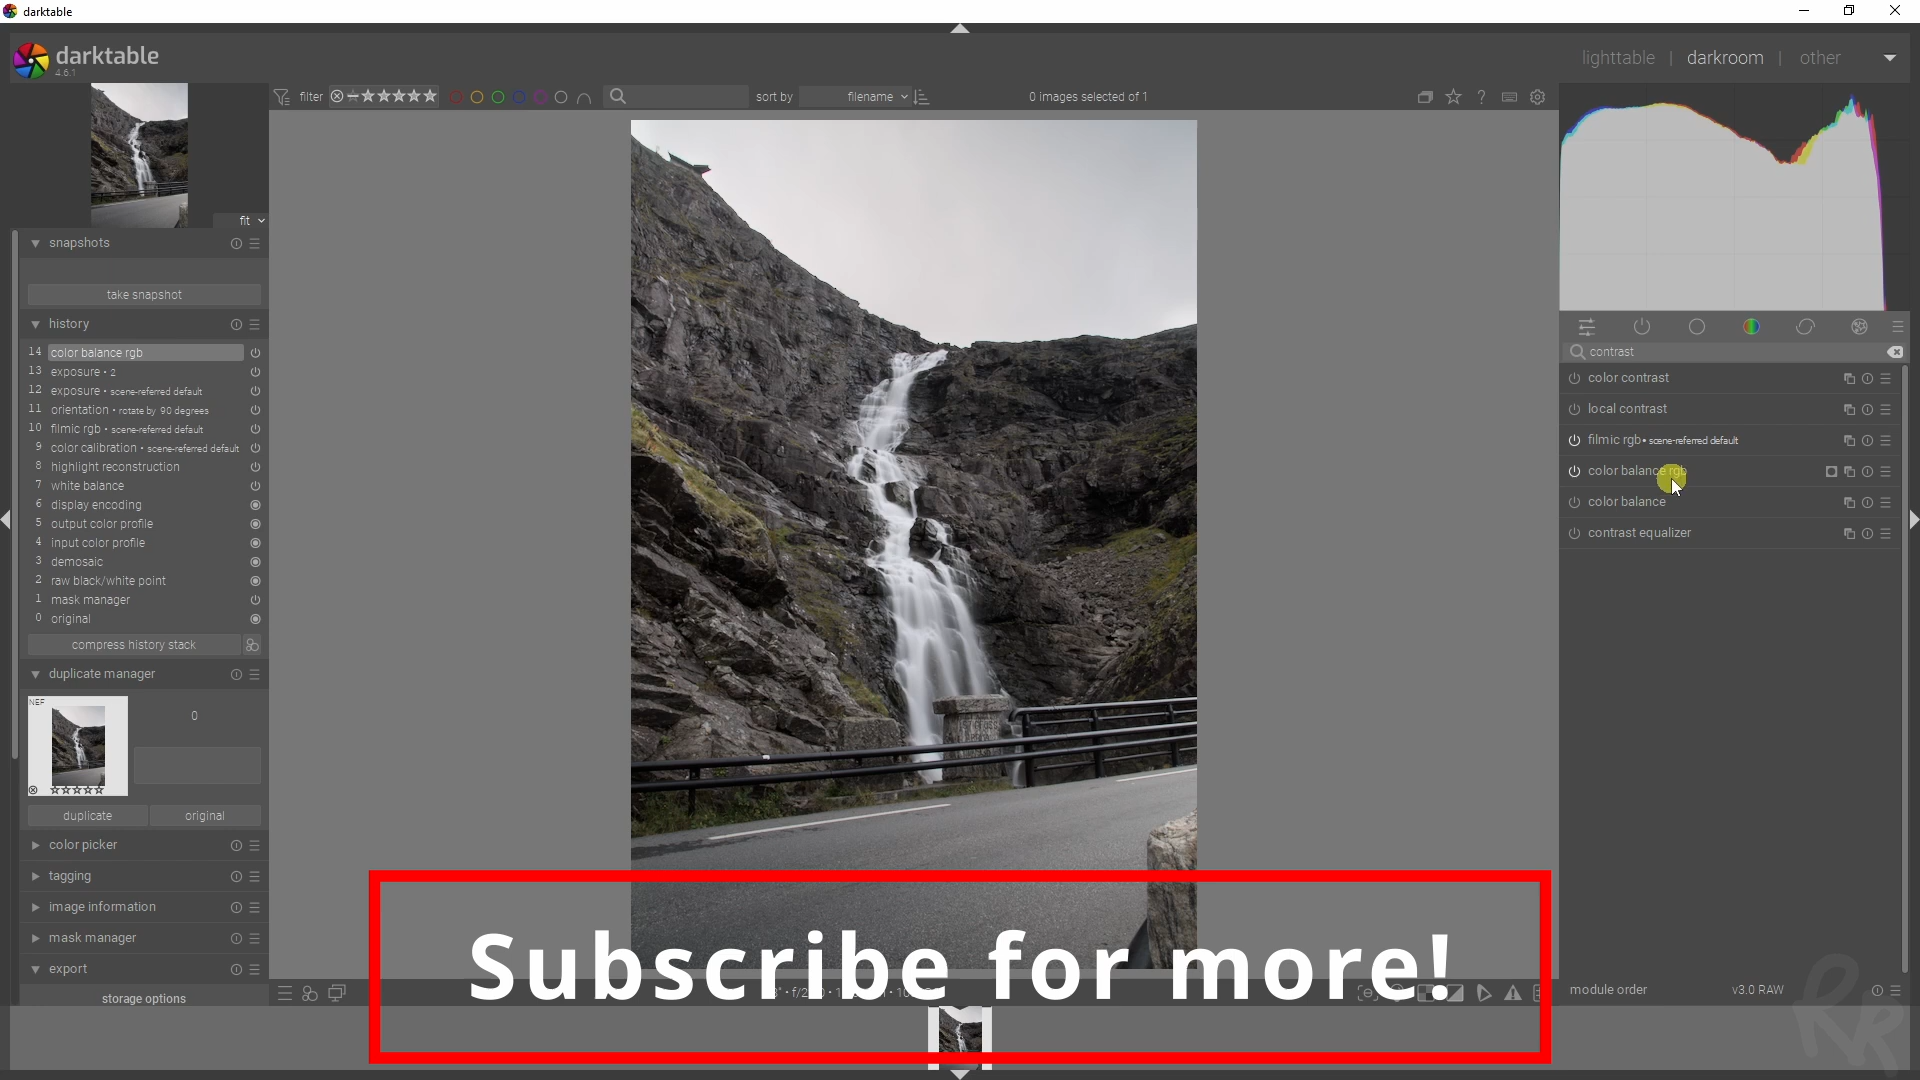 darktable
darktable
4.6.1
lighttable | darkroom | other
filter
sort by filename
0 images selected of 1
fit
snapshots
take snapshot
history
14 color balance rgb
13 exposure • 2
12 exposure • scene-referred default
11 orientation • rotate by 90 degrees
10 filmic rgb • scene-referred default
9 color calibration • scene-referred default
8 highlight reconstruction
7 white balance
6 display encoding
5 output color profile
4 input color profile
3 demosaic
2 raw black/white point
1 mask manager
0 original
compress history stack
duplicate manager
NEF
0
duplicate original
color picker
tagging
image information
mask manager
export
storage options
contrast
color contrast
local contrast
filmic rgb • scene-referred default
color balance rgb
color balance
contrast equalizer
module order v3.0 RAW
Subscribe for more!
RR